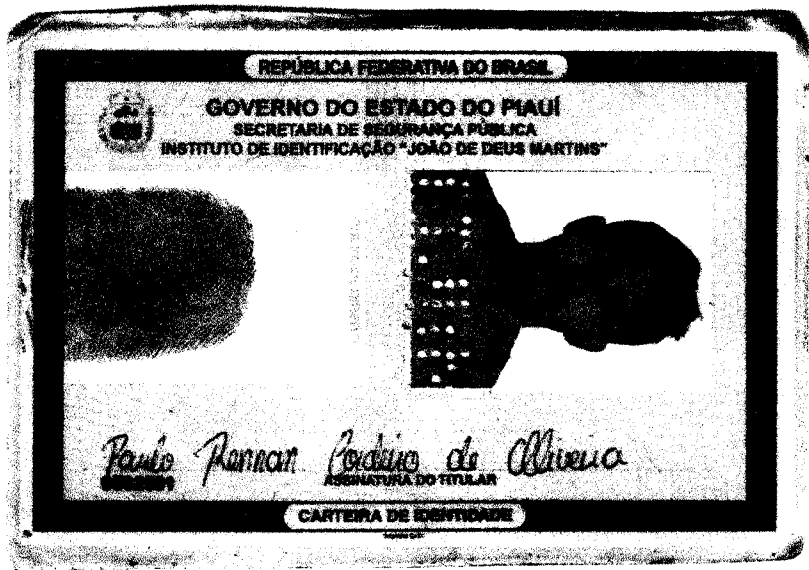 REPÚBLICA FEDERATIVA DO BRASIL
GOVERNO DO ESTADO DO PIAUÍ
SECRETARIA DE SEGURANÇA PÚBLICA
INSTITUTO DE IDENTIFICAÇÃO "JOÃO DE DEUS MARTINS"
Paulo Rennan Cordeiro de Oliveira
ASSINATURA DO TITULAR
CARTEIRA DE IDENTIDADE